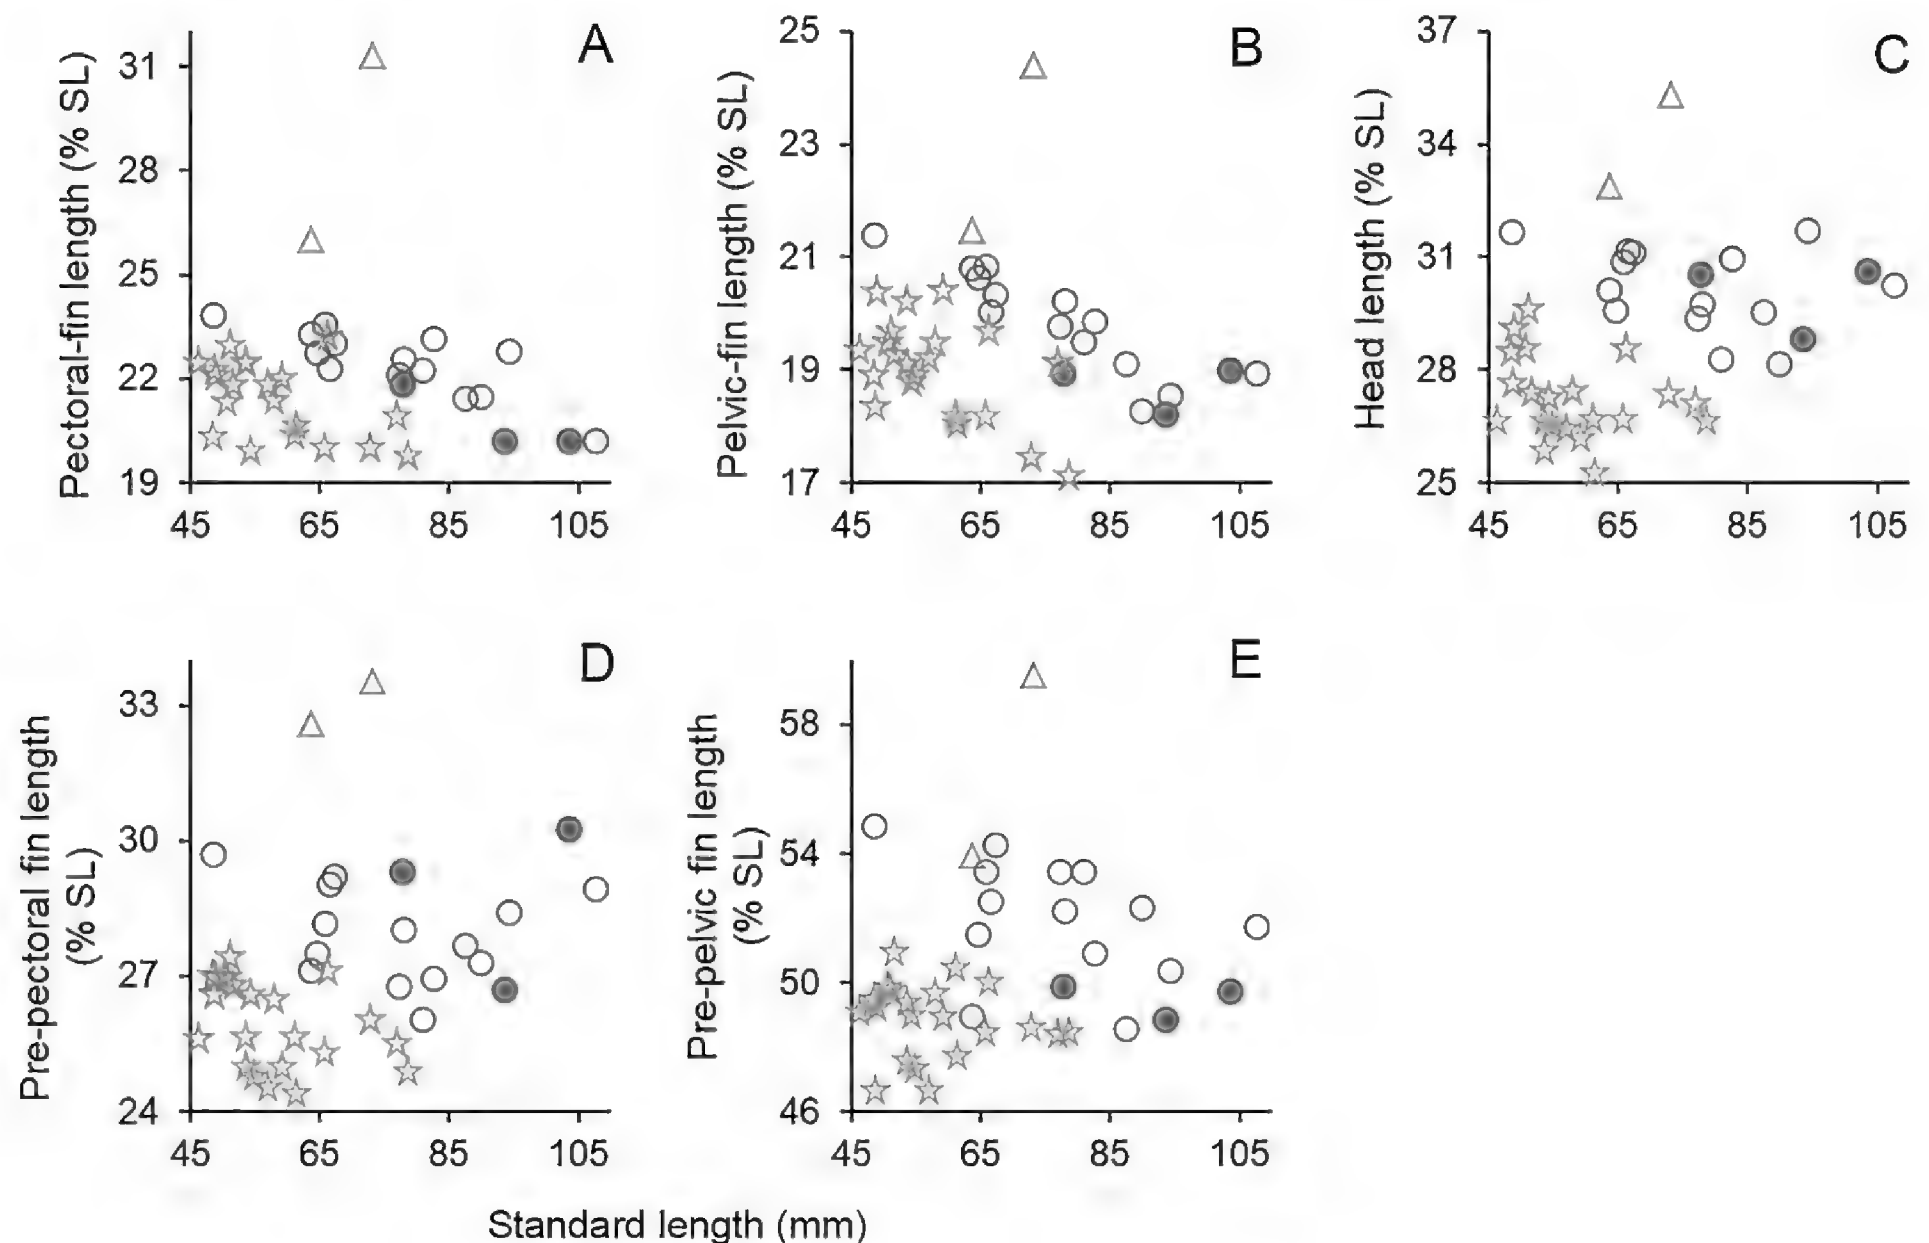 A
Pectoral-fin length (% SL)
31
28
25
22
19
45 65 85 105
B
Pelvic-fin length (% SL)
25
23
21
19
17
45 65 85 105
C
Head length (% SL)
37
34
31
28
25
45 65 85 105
D
Pre-pectoral fin length
(% SL)
33
30
27
24
45 65 85 105
E
Pre-pelvic fin length
(% SL)
58
54
50
46
45 65 85 105
Standard length (mm)